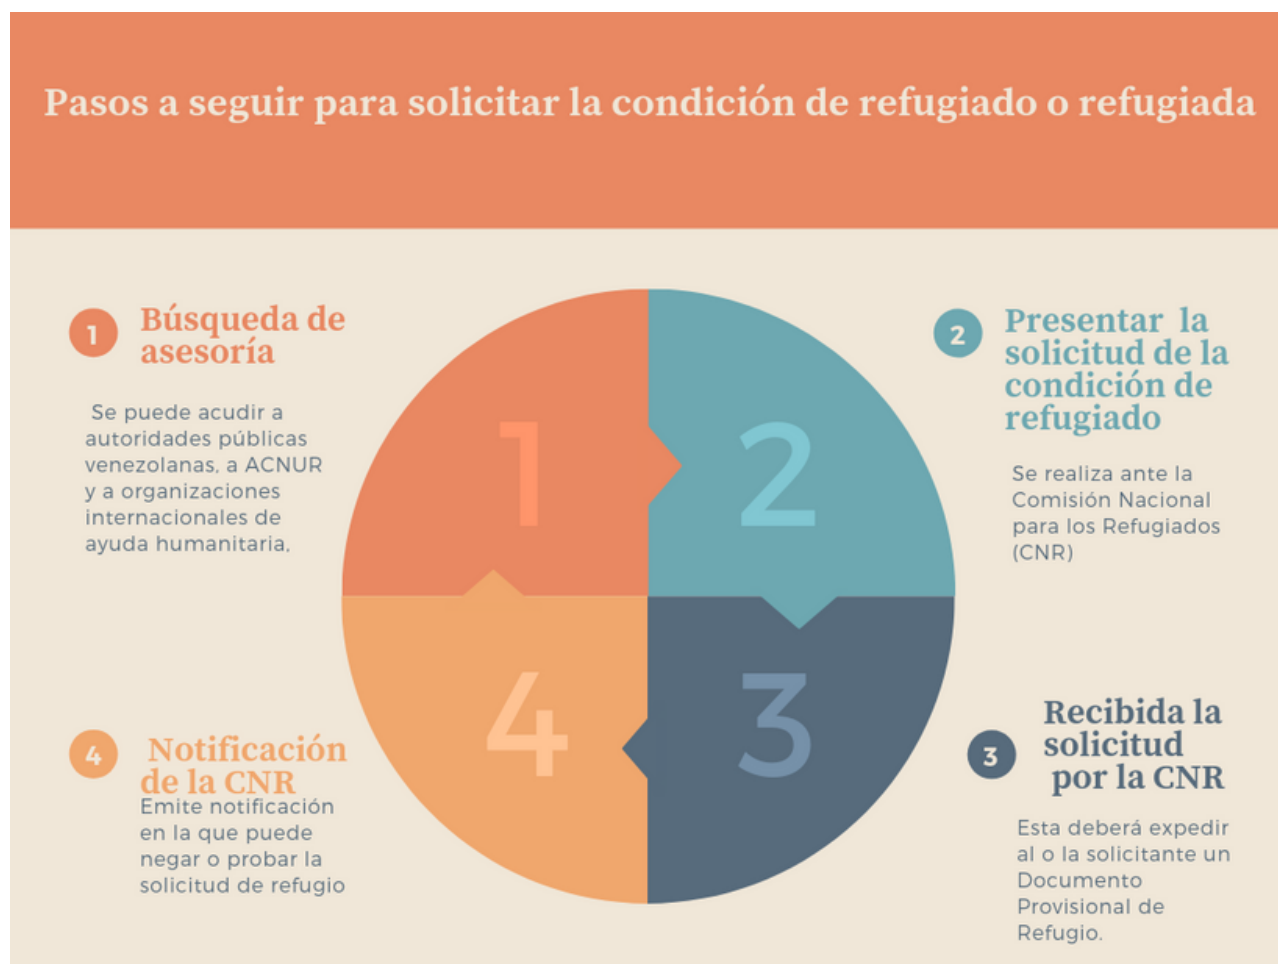 Pasos a seguir para solicitar la condición de refugiado o refugiada
1
Búsqueda de
asesoría
Se puede acudir a
autoridades públicas
venezolanas, a ACNUR
y a organizaciones
internacionales de
ayuda humanitaria,
2
Presentar la
solicitud de la
condición de
refugiado
Se realiza ante la
Comisión Nacional
para los Refugiados
(CNR)
1
2
4
3
3
Recibida la
solicitud
por la CNR
Esta deberá expedir
al o la solicitante un
Documento
Provisional de
Refugio.
4
Notificación
de la CNR
Emite notificación
en la que puede
negar o probar la
solicitud de refugio